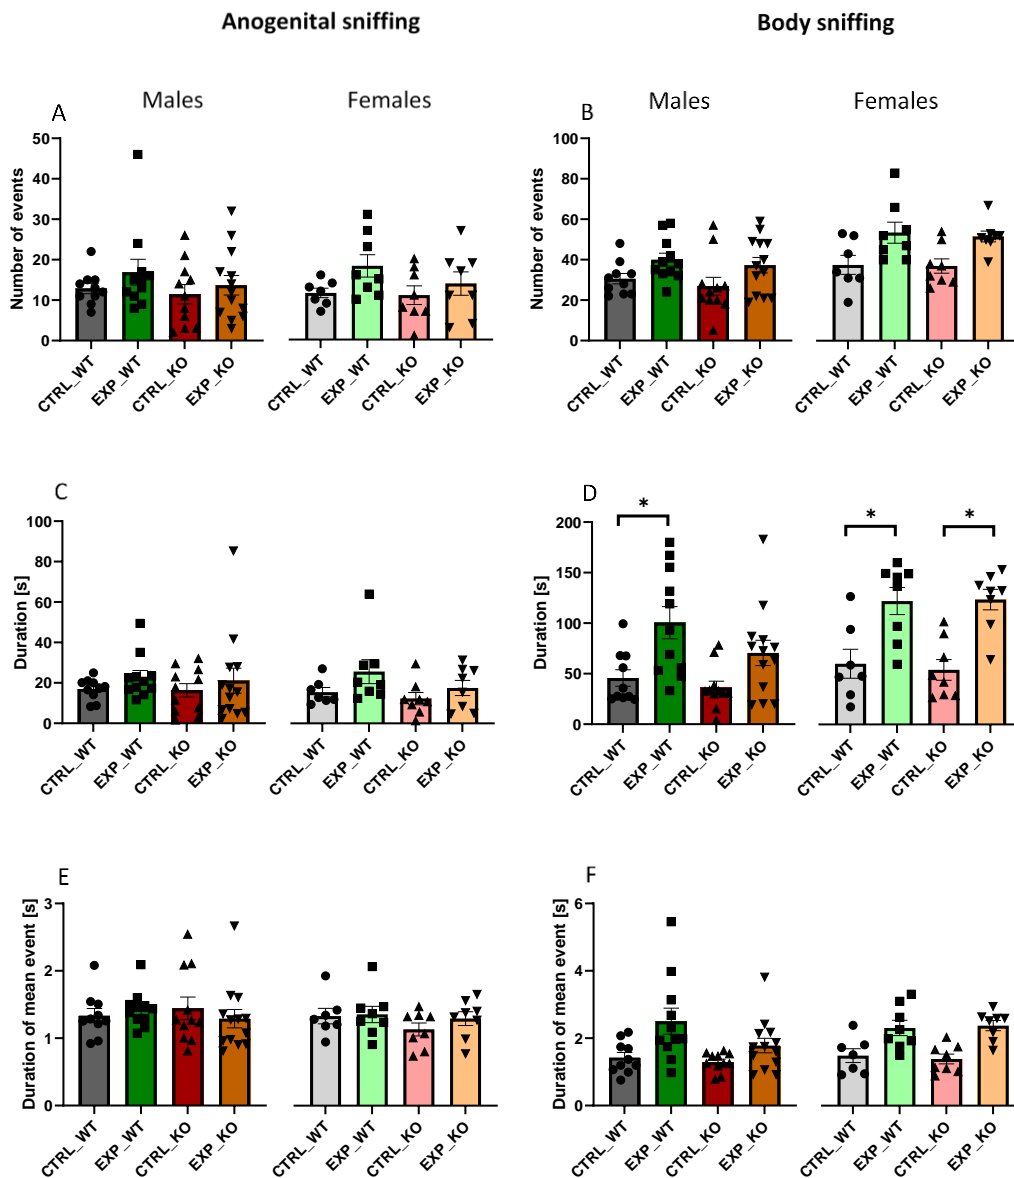 Anogenital sniffing
Body sniffing
A
Males
Females
Number of events
50
40
30
20
10
0
CTRL_WT
EXP_WT
CTRL_KO
EXP_KO
CTRL_WT
EXP_WT
CTRL_KO
EXP_KO
B
Males
Females
Number of events
100
80
60
40
20
0
CTRL_WT
EXP_WT
CTRL_KO
EXP_KO
CTRL_WT
EXP_WT
CTRL_KO
EXP_KO
C
Duration [s]
100
80
60
40
20
0
CTRL_WT
EXP_WT
CTRL_KO
EXP_KO
CTRL_WT
EXP_WT
CTRL_KO
EXP_KO
D
Duration [s]
200
150
100
50
0
*
*
*
CTRL_WT
EXP_WT
CTRL_KO
EXP_KO
CTRL_WT
EXP_WT
CTRL_KO
EXP_KO
E
Duration of mean event [s]
3
2
1
0
CTRL_WT
EXP_WT
CTRL_KO
EXP_KO
CTRL_WT
EXP_WT
CTRL_KO
EXP_KO
F
Duration of mean event [s]
6
4
2
0
CTRL_WT
EXP_WT
CTRL_KO
EXP_KO
CTRL_WT
EXP_WT
CTRL_KO
EXP_KO